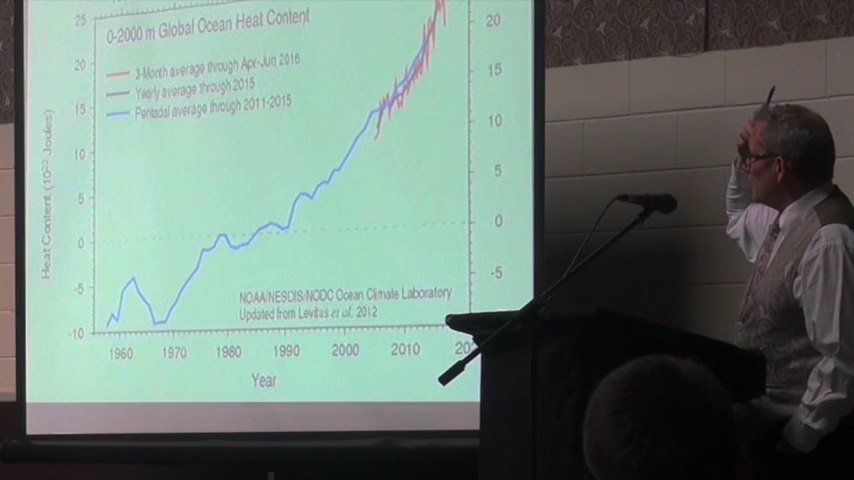 0-2000 m Global Ocean Heat Content
3-Month average through Apr-Jun 2016
Yearly average through 2015
Pentadal average through 2011-2015
Heat Content (10²² Joules)
25
20
15
10
5
0
-5
-10
20
15
10
5
0
-5
NOAA/NESDIS/NODC Ocean Climate Laboratory
Updated from Levitus et al. 2012
1960 1970 1980 1990 2000 2010
Year